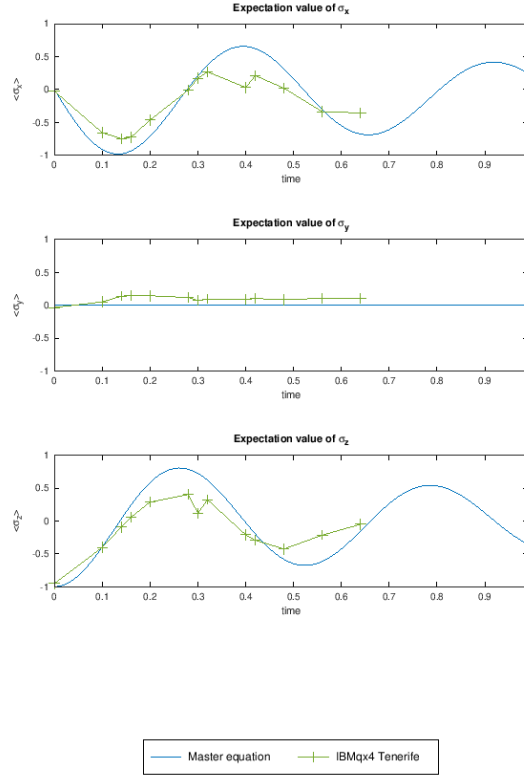 Expectation value of σx
1
0.5
0
-0.5
-1
<σx>
0 0.1 0.2 0.3 0.4 0.5 0.6 0.7 0.8 0.9
time
Expectation value of σy
1
0.5
0
-0.5
-1
<σy>
0 0.1 0.2 0.3 0.4 0.5 0.6 0.7 0.8 0.9
time
Expectation value of σz
1
0.5
0
-0.5
-1
<σz>
0 0.1 0.2 0.3 0.4 0.5 0.6 0.7 0.8 0.9
time
Master equation IBMqx4 Tenerife